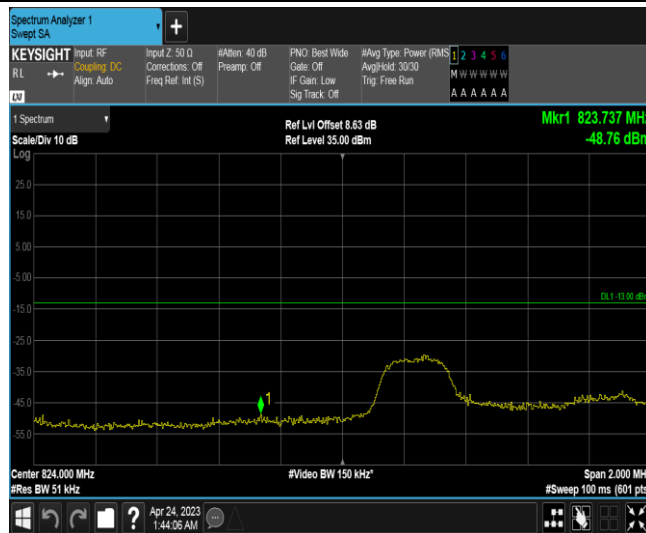 Spectrum Analyzer 1
Swept SA
+
KEYSIGHT
RL
LXI
Input: RF
Coupling: DC
Align: Auto
Input Z: 50 Ω
Corrections: Off
Freq Ref: Int (S)
#Atten: 40 dB
Preamp: Off
PNO: Best Wide
Gate: Off
IF Gain: Low
Sig Track: Off
#Avg Type: Power (RMS
Avg|Hold: 30/30
Trig: Free Run
1 2 3 4 5 6
M W W W W W
A A A A A A
1 Spectrum
Scale/Div 10 dB
Log
Ref Lvl Offset 8.63 dB
Ref Level 35.00 dBm
Mkr1 823.737 MHz
-48.76 dBm
25.0
15.0
5.00
-5.00
DL1 -13.00 dBm
-15.0
-25.0
-35.0
1
-45.0
-55.0
Center 824.000 MHz
#Video BW 150 kHz*
Span 2.000 MH
#Res BW 51 kHz
#Sweep 100 ms (601 pts
?
Apr 24, 2023
1:44:06 AM